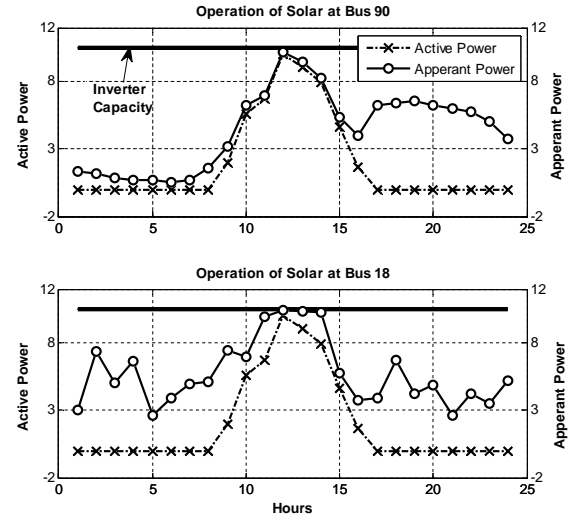 Operation of Solar at Bus 90
12
8
3
-2
12
8
3
-2
Active Power
Apperant Power
Inverter
Capacity
Active Power
Apperant Power
0
5
10
15
20
25
Operation of Solar at Bus 18
12
8
3
-2
12
8
3
-2
Active Power
Apperant Power
0
5
10
15
20
25
Hours